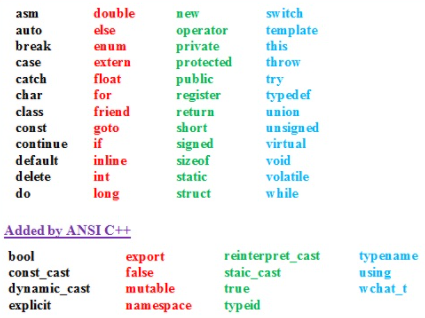 asm double new switch
auto else operator template
break enum private this
case extern protected throw
catch float public try
char for register typedef
class friend return union
const goto short unsigned
continue if signed virtual
default inline sizeof void
delete int static volatile
do long struct while
Added by ANSI C++
bool export reinterpret_cast typename
const_cast false staic_cast using
dynamic_cast mutable true wchat_t
explicit namespace typeid